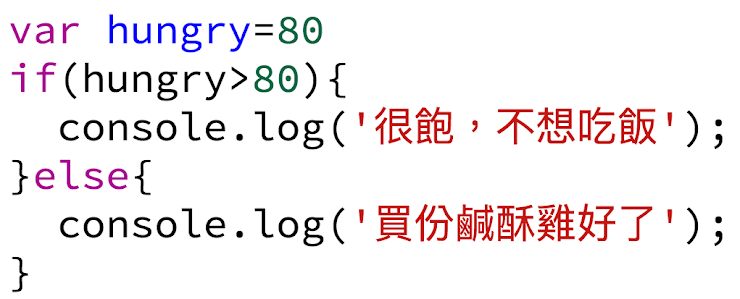 var hungry=80
if(hungry>80){
  console.log('很飽，不想吃飯');
}else{
  console.log('買份鹹酥雞好了');
}